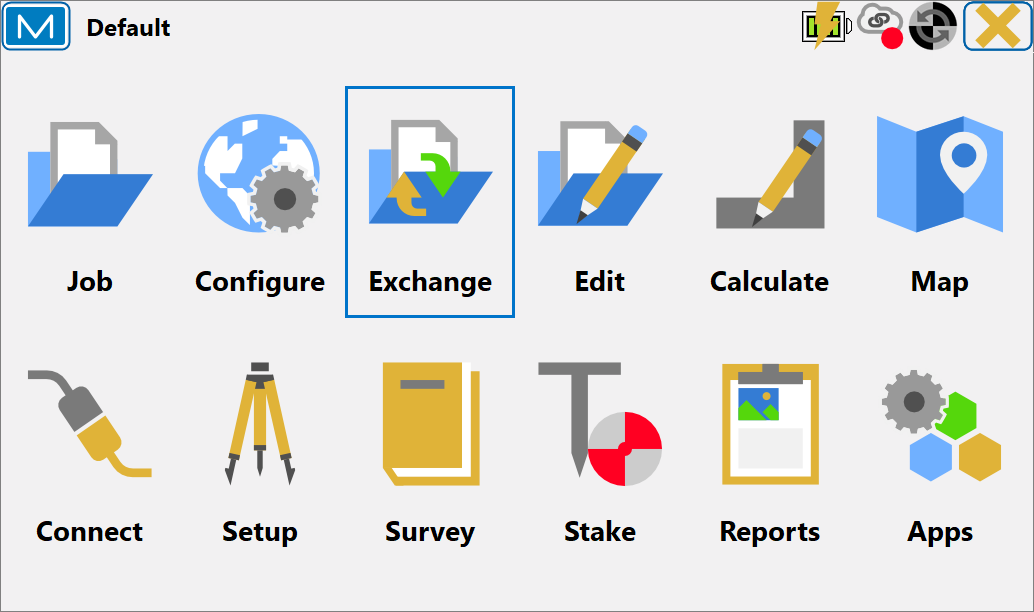 Default
Job
Configure
Exchange
Edit
Calculate
Map
Connect
Setup
Survey
Stake
Reports
Apps